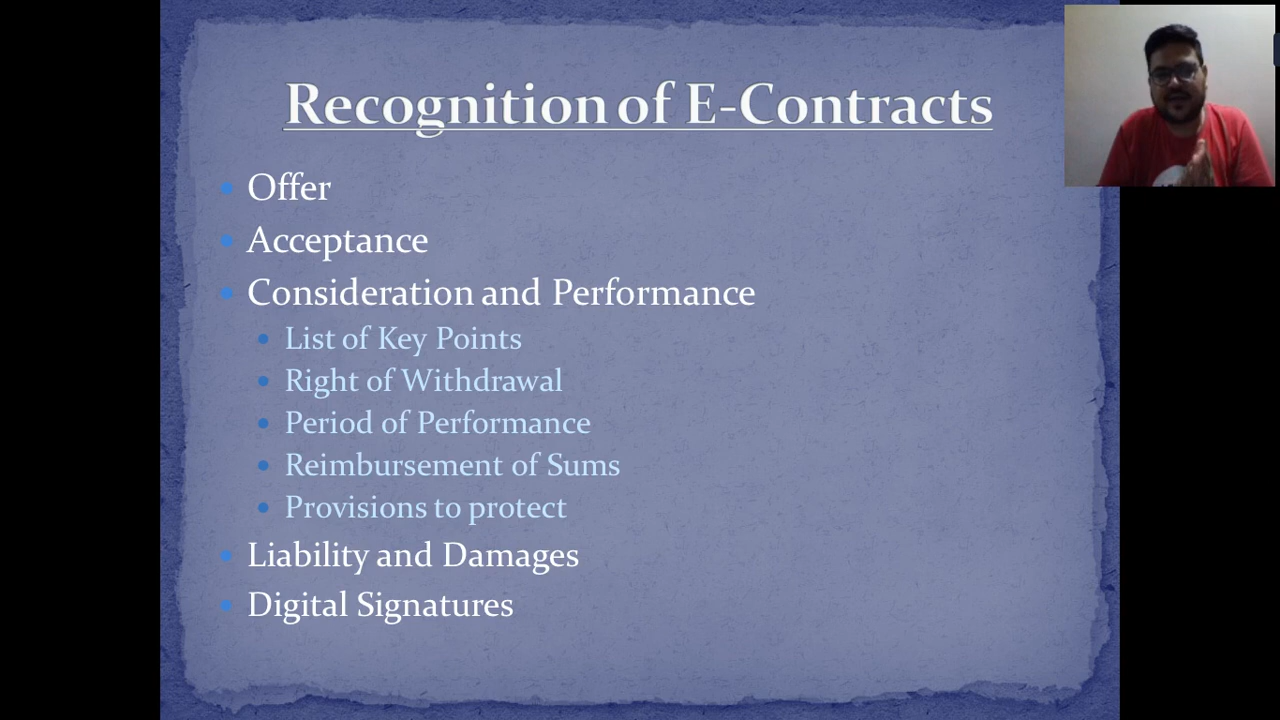 Recognition of E-Contracts
Offer
Acceptance
Consideration and Performance
List of Key Points
Right of Withdrawal
Period of Performance
Reimbursement of Sums
Provisions to protect
Liability and Damages
Digital Signatures